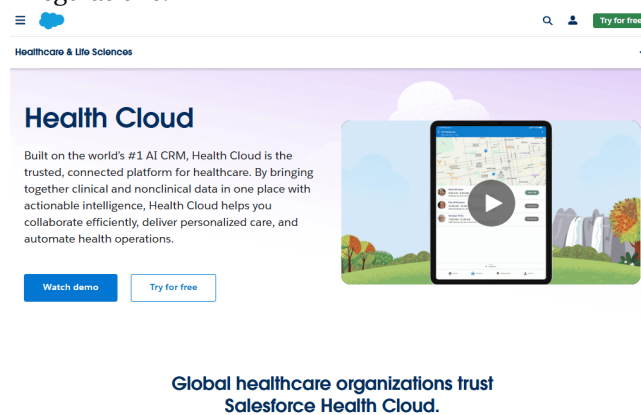 Try for free
Healthcare & Life Sciences
Health Cloud
Built on the world's #1 AI CRM, Health Cloud is the
trusted, connected platform for healthcare. By bringing
together clinical and nonclinical data in one place with
actionable intelligence, Health Cloud helps you
collaborate efficiently, deliver personalized care, and
automate health operations.
Watch demo
Try for free
Global healthcare organizations trust
Salesforce Health Cloud.